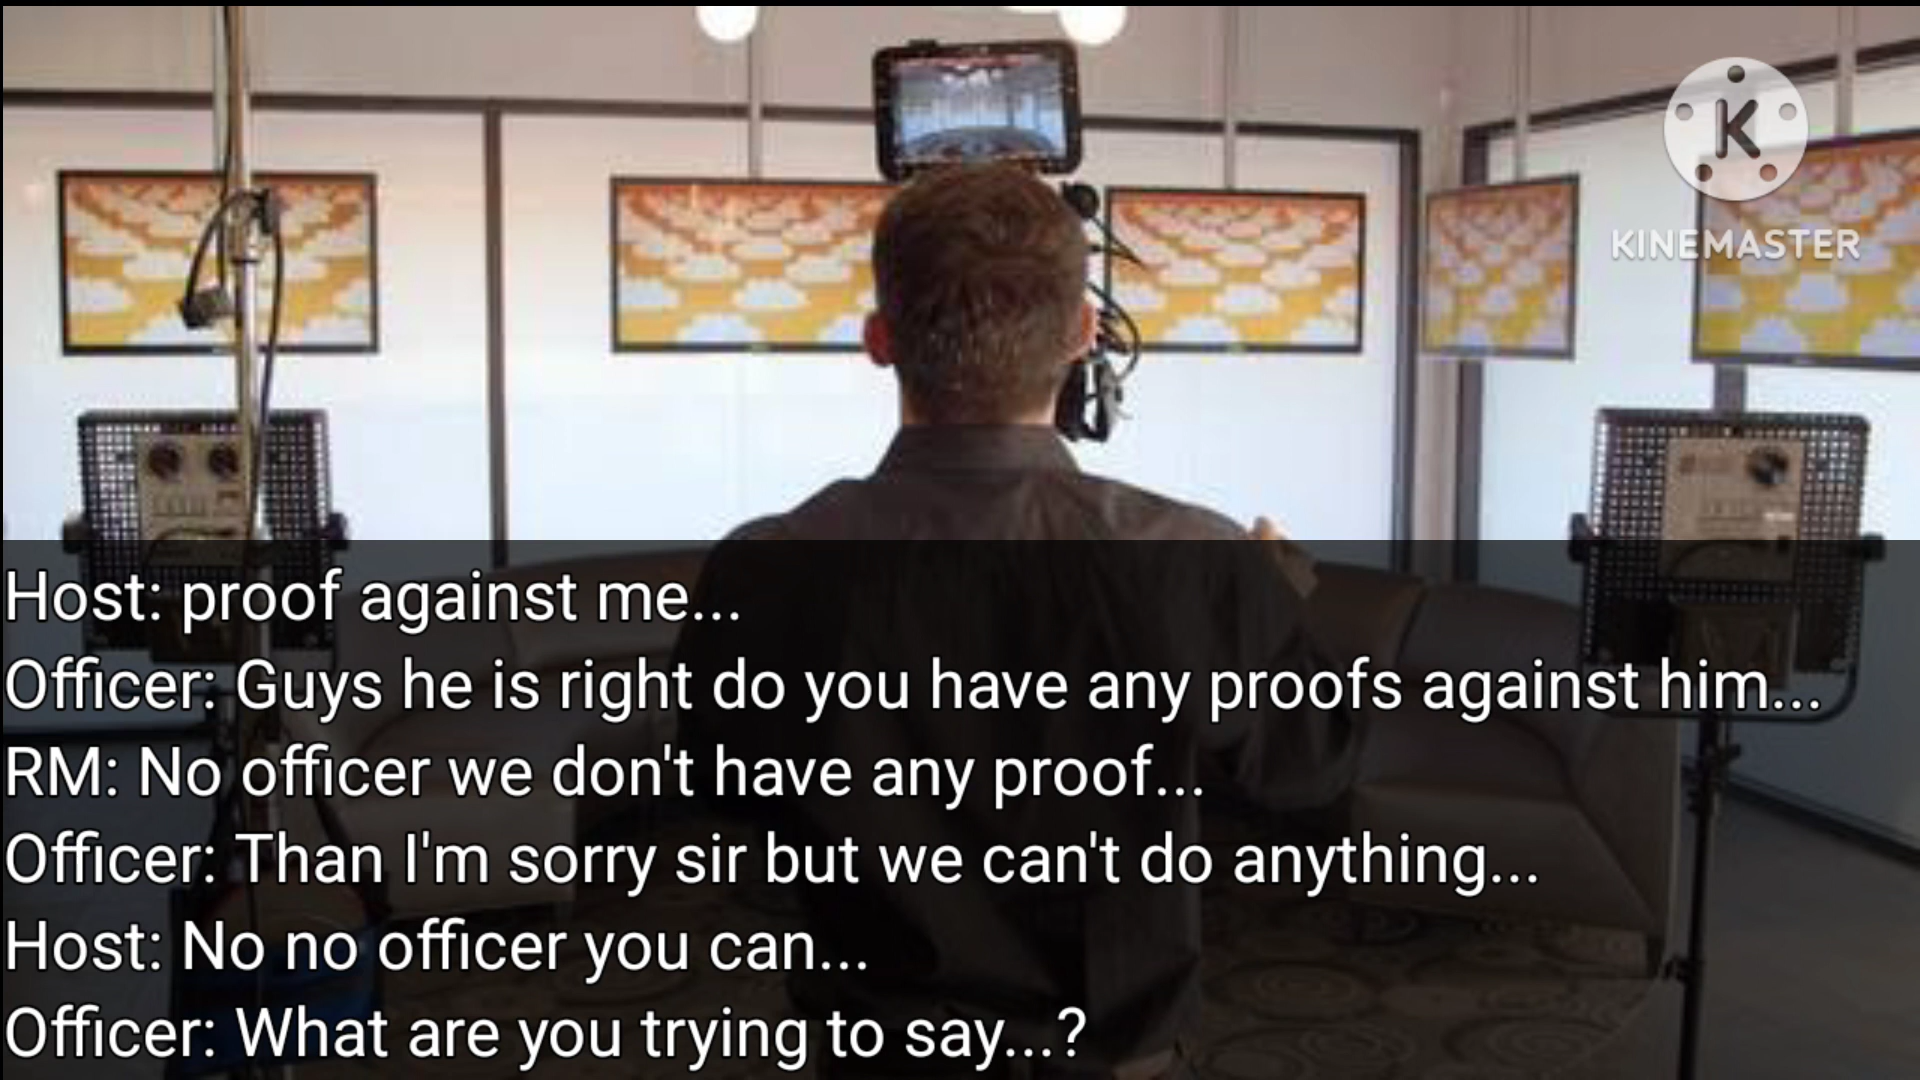 K
KINEMASTER
Host: proof against me...
Officer: Guys he is right do you have any proofs against him...
RM: No officer we don't have any proof...
Officer: Than I'm sorry sir but we can't do anything...
Host: No no officer you can...
Officer: What are you trying to say...?